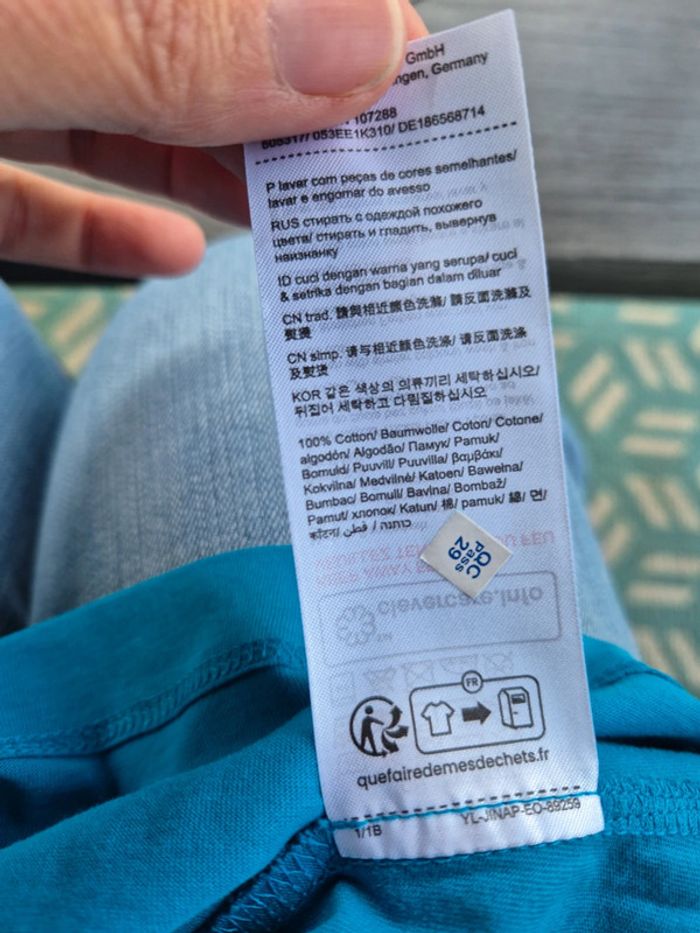 GmbH
ngen, Germany
107288
605317/ 053EE1K310/ DE186568714
P lavar com peças de cores semelhantes/
lavar e engomar do avesso
RUS стирать с одеждой похожего
цвета/ стирать и гладить, вывернув
наизнанку
ID cuci dengan warna yang serupa/ cuci
& setrika dengan bagian dalam diluar
CN trad. 請與相近顏色洗滌/ 請反面洗滌及
熨燙
CN simp. 请与相近颜色洗涤/ 请反面洗涤
及熨烫
KOR 같은 색상의 의류끼리 세탁하십시오/
뒤집어 세탁하고 다림질하십시오
100% Cotton/ Baumwolle/ Coton/ Cotone/
algodón/ Algodão/ Памук/ Pamuk/
Bomuld/ Puuvill/ Puuvilla/ βαμβάκι/
Kokvilna/ Medvilnė/ Katoen/ Bawełna/
Bumbac/ Bomull/ Bavlna/ Bombaž/
Pamut/ хлопок/ Katun/ 棉/ pamuk/ 綿/ 면/
कॉटन/ قطن / כותנה
QC
Pass
29
clevercare.info
FR
quefairedemesdechets.fr
1/1B YL-JINAP-EO-89259